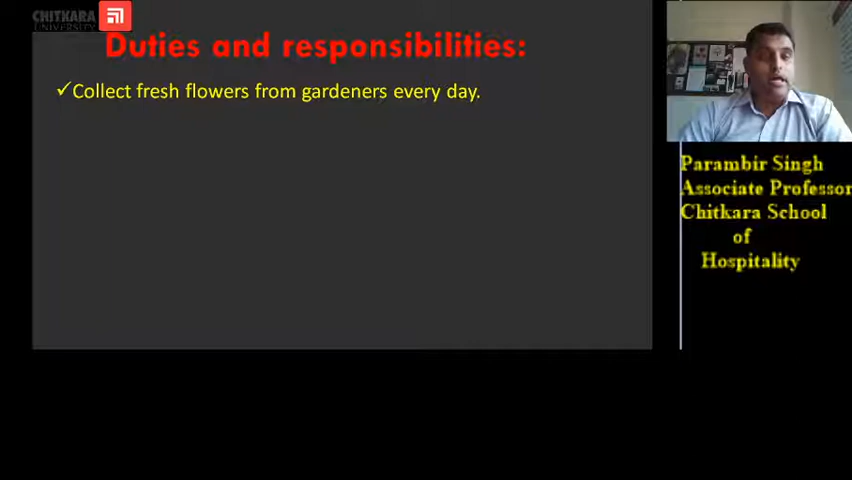 CHITKARA
UNIVERSITY
Duties and responsibilities:
✓Collect fresh flowers from gardeners every day.
Parambir Singh
Associate Professor
Chitkara School
of
Hospitality